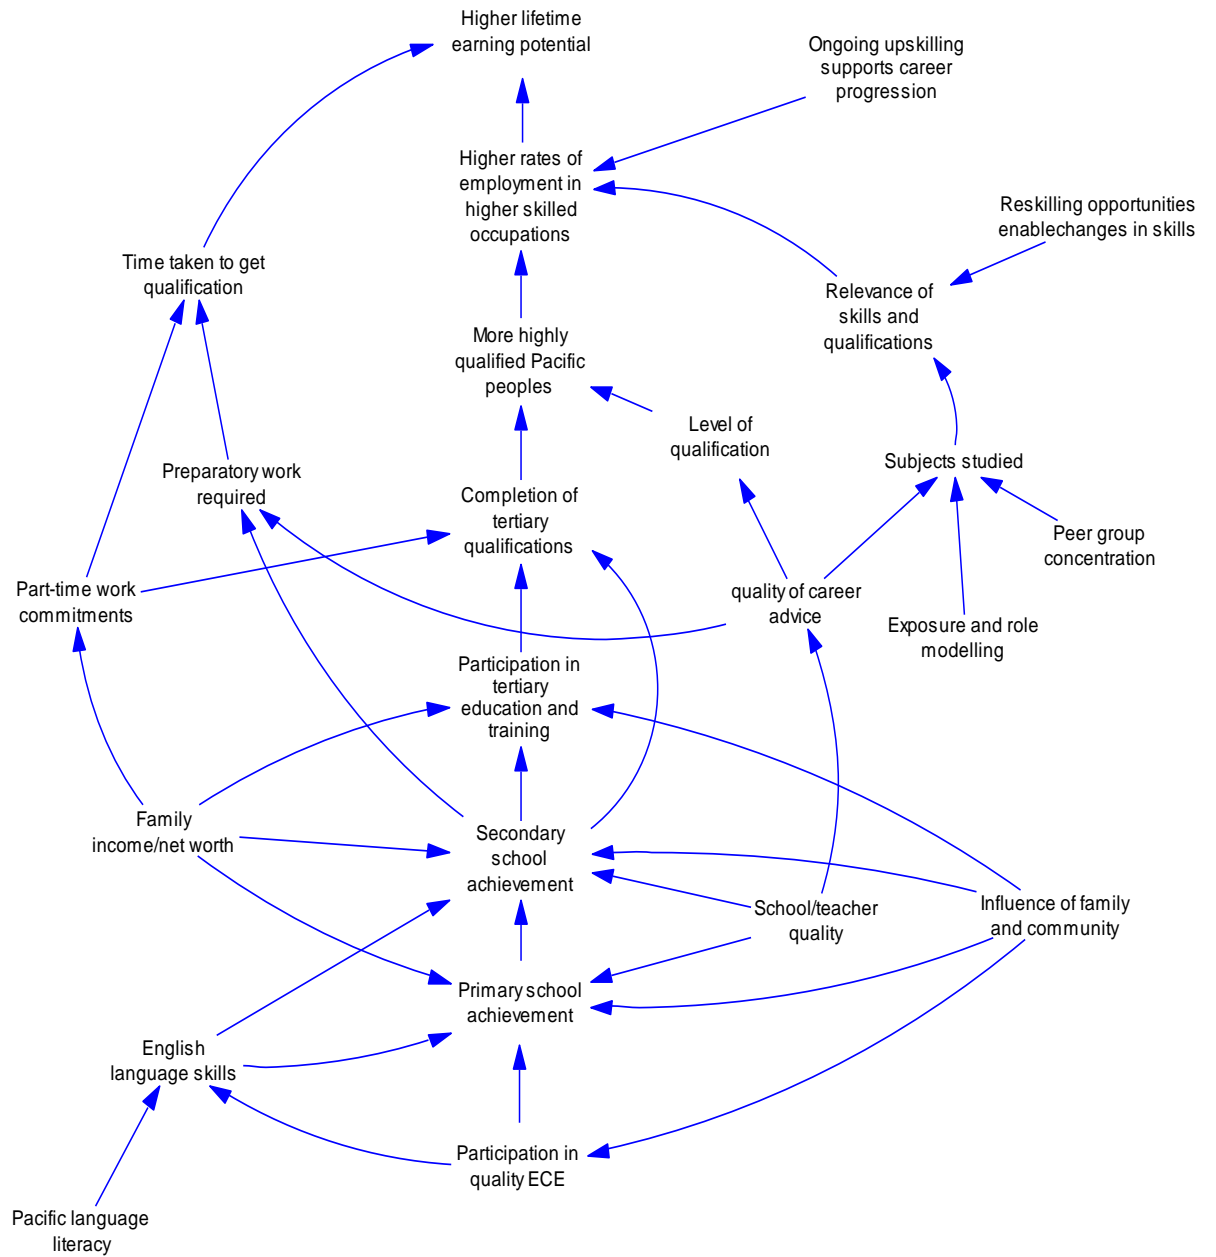 Higher lifetime
earning potential
Ongoing upskilling
supports career
progression
Higher rates of
employment in
higher skilled
occupations
Reskilling opportunities
enablechanges in skills
Time taken to get
qualification
Relevance of
skills and
qualifications
More highly
qualified Pacific
peoples
Level of
qualification
Subjects studied
Preparatory work
required
Completion of
tertiary
qualifications
Peer group
concentration
Part-time work
commitments
quality of career
advice
Exposure and role
modelling
Participation in
tertiary
education and
training
Family
income/net worth
Secondary
school
achievement
School/teacher
quality
Influence of family
and community
Primary school
achievement
English
language skills
Participation in
quality ECE
Pacific language
literacy